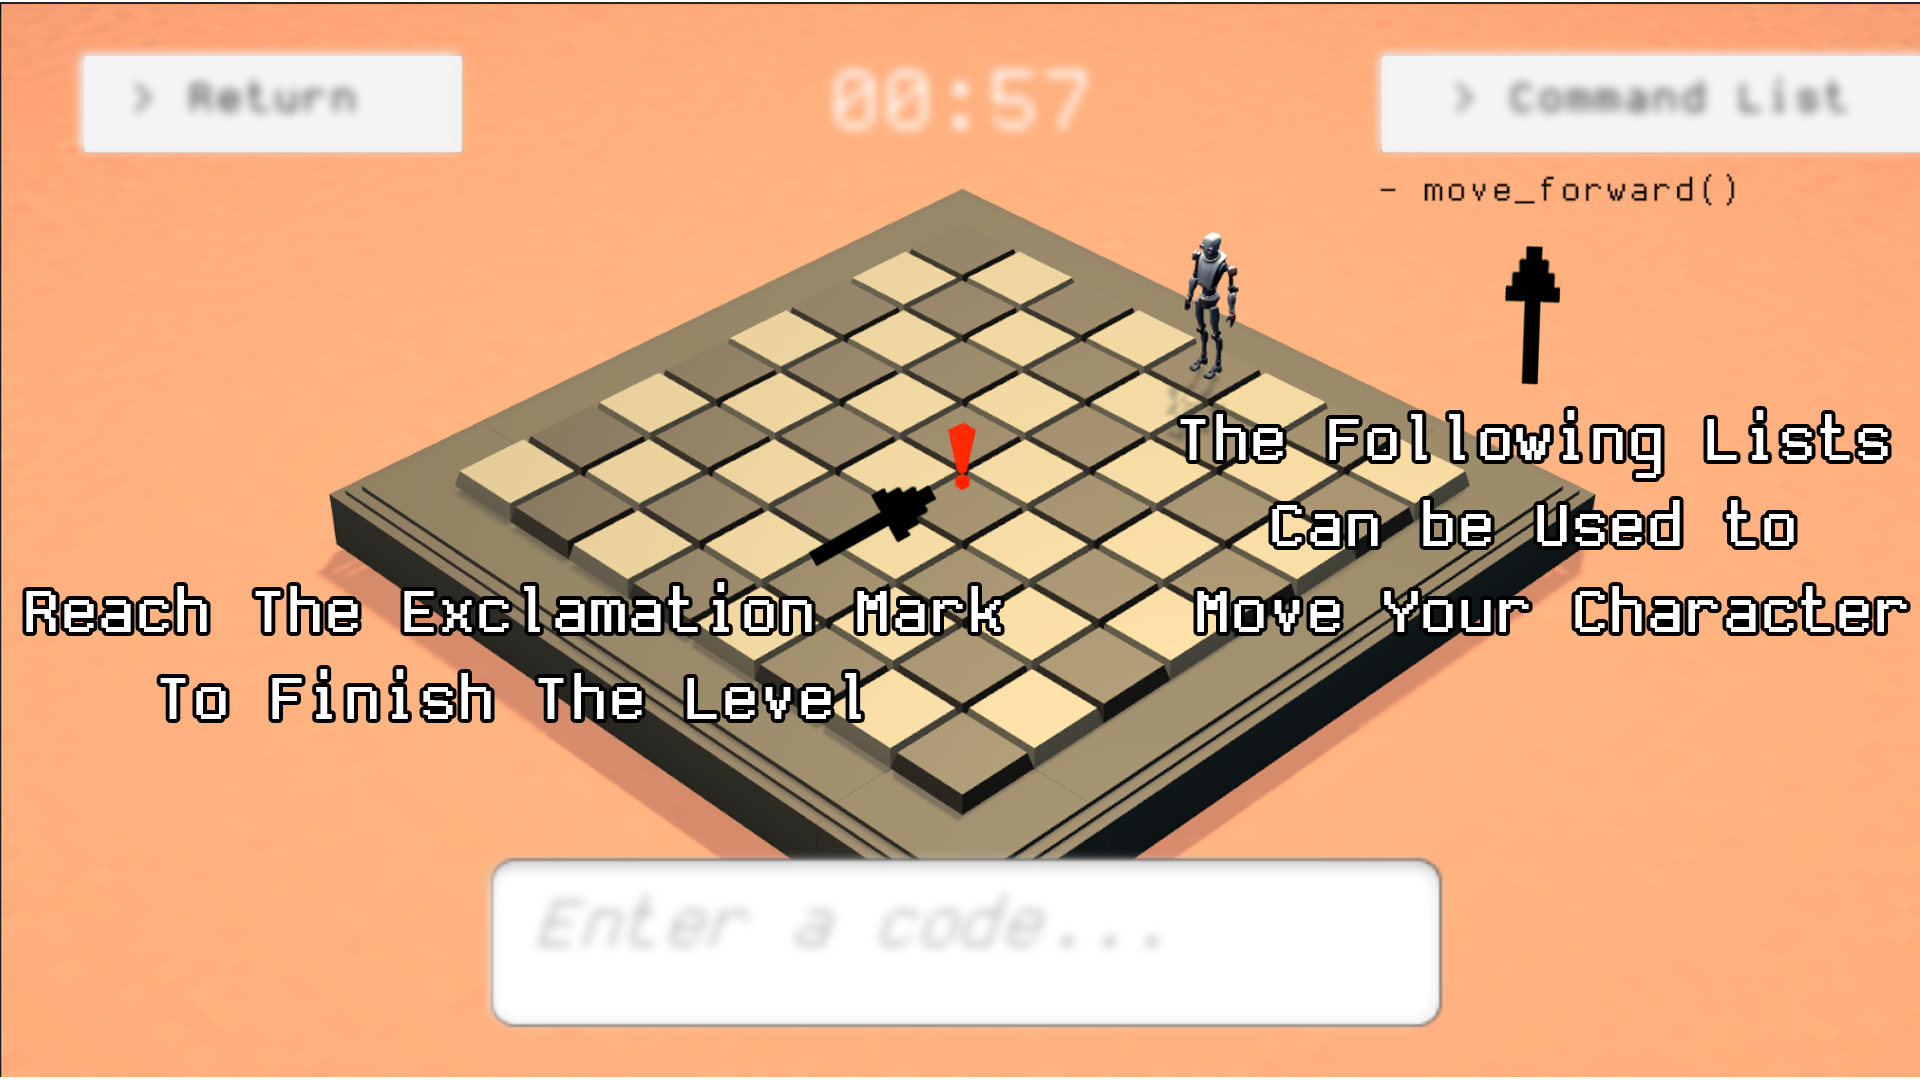 > Return
00:57
> Command List
- move_forward()
The Following Lists
Can be Used to
Move Your Character
Reach The Exclamation Mark
To Finish The Level
Enter a code...